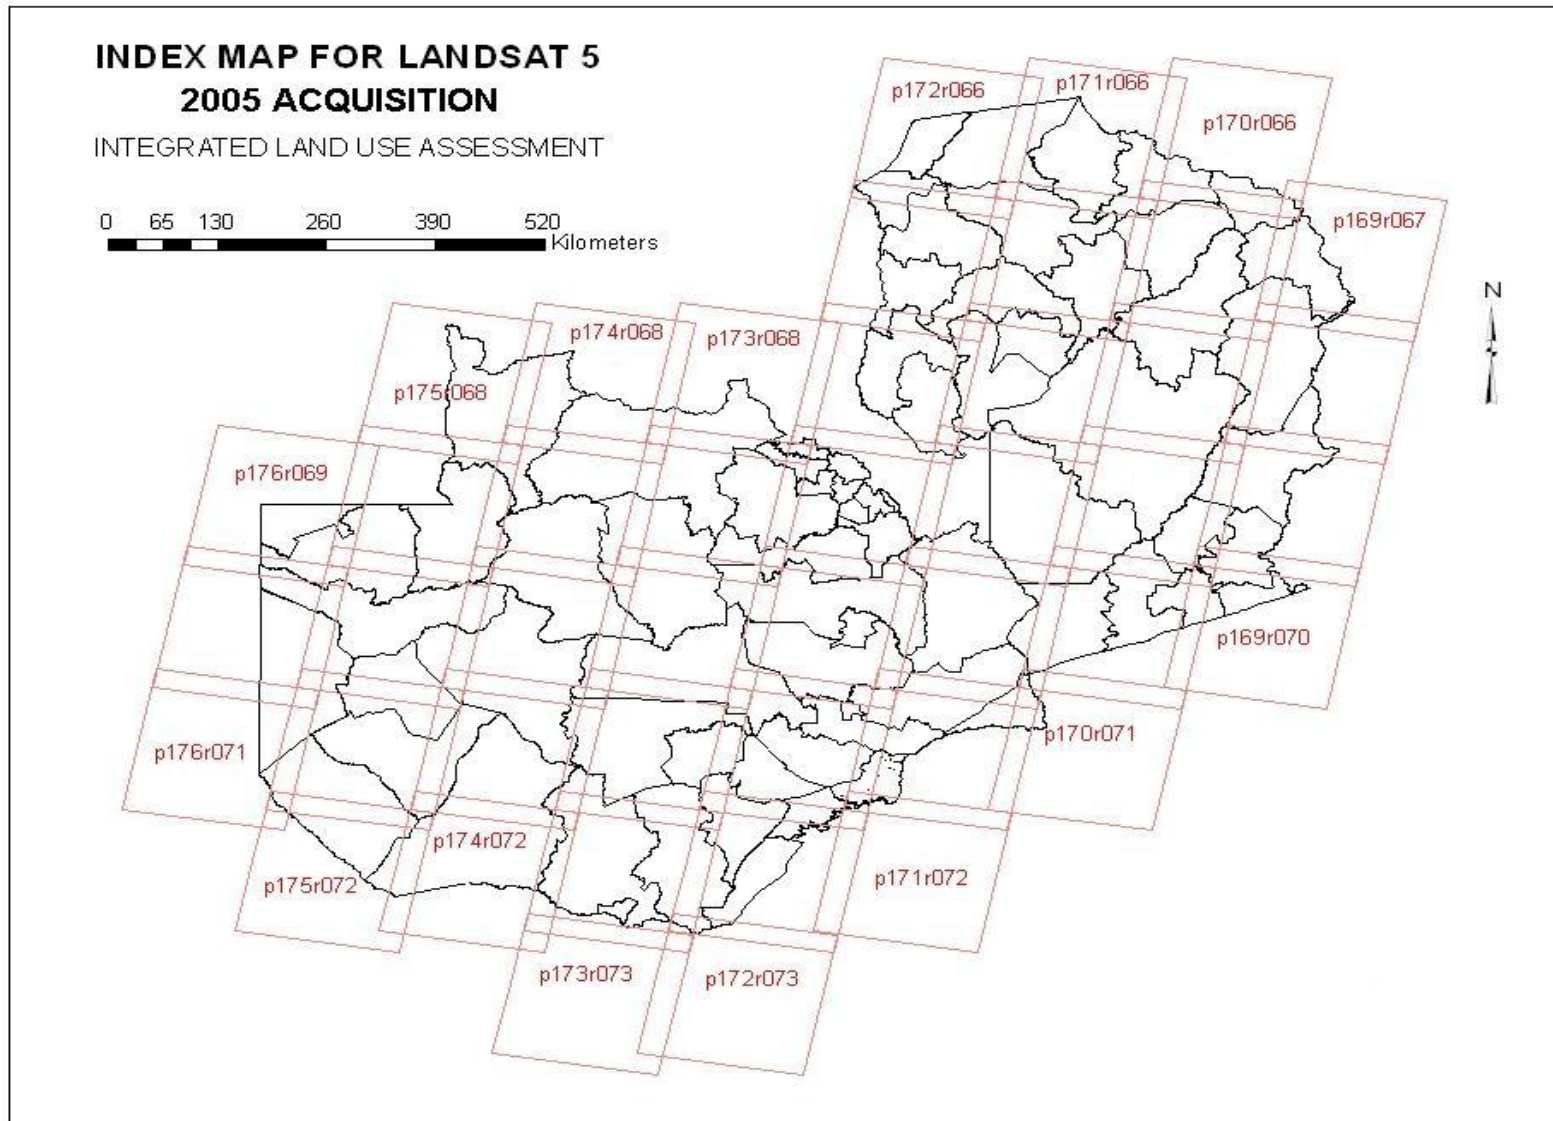 INDEX MAP FOR LANDSAT 5
2005 ACQUISITION
INTEGRATED LAND USE ASSESSMENT
0 65 130 260 390 520
Kilometers
p172r066
p171r066
p170r066
p169r067
N
p174r068
p173r068
p175r068
p176r069
p169r070
p176r071
p170r071
p174r072
p175r072
p171r072
p173r073
p172r073